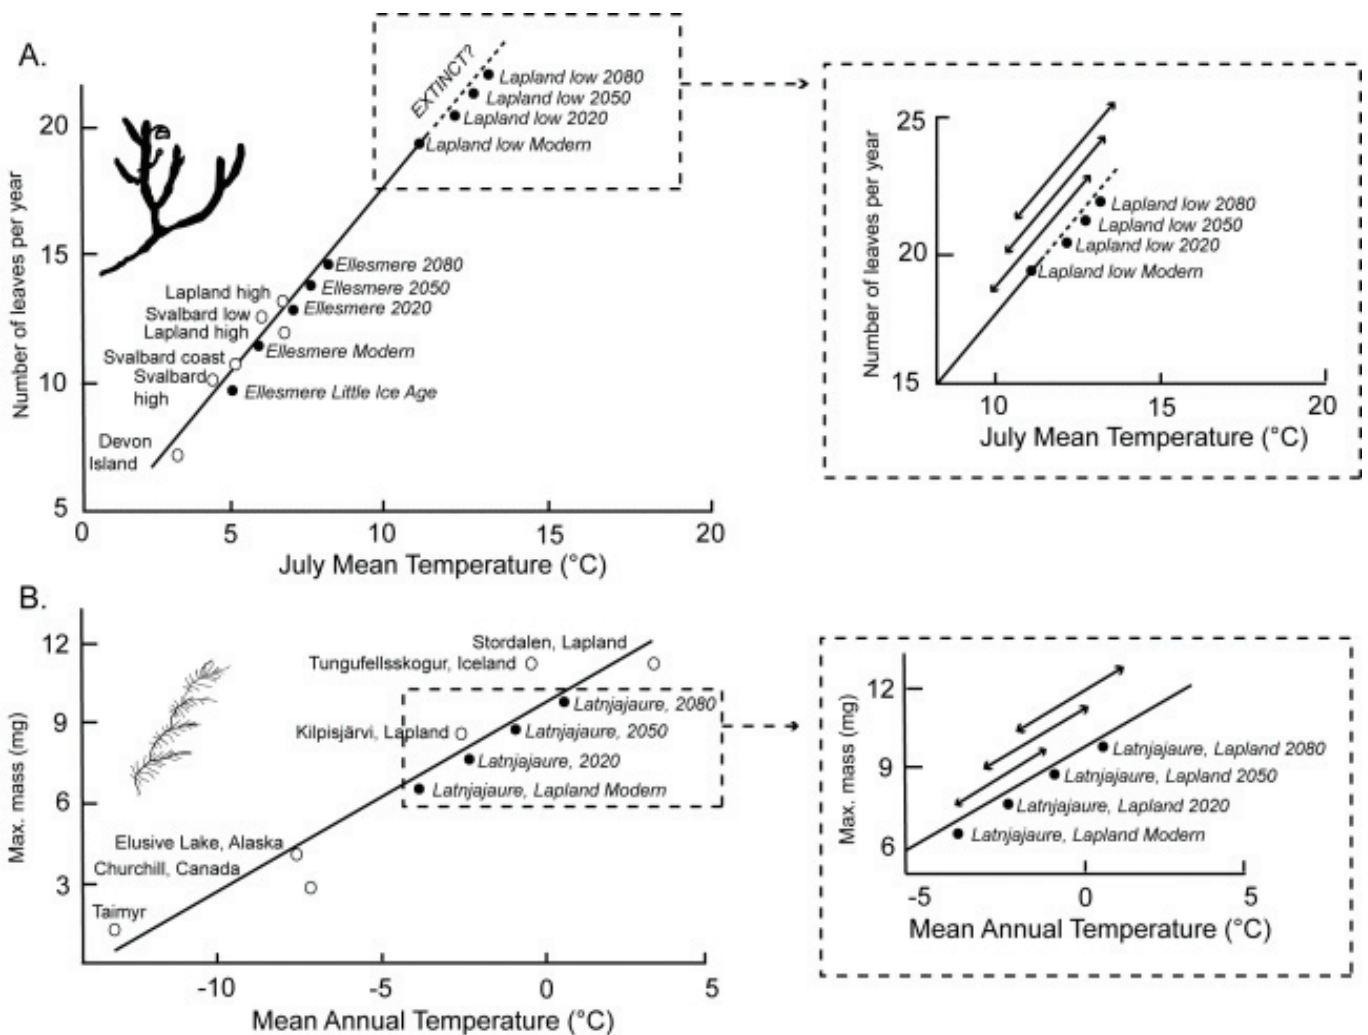 A.
EXTINCT?
Lapland low 2080
Lapland low 2050
Lapland low 2020
Lapland low Modern
Ellesmere 2080
Ellesmere 2050
Ellesmere 2020
Ellesmere Modern
Ellesmere Little Ice Age
Lapland high
Svalbard low
Lapland high
Svalbard coast
Svalbard
high
Devon
Island
Number of leaves per year
20
15
10
5
0
5
10
15
20
July Mean Temperature (°C)
Number of leaves per year
25
20
15
Lapland low 2080
Lapland low 2050
Lapland low 2020
Lapland low Modern
10
15
20
July Mean Temperature (°C)
B.
Max. mass (mg)
12
9
6
3
Stordalen, Lapland
Tungufellsskogur, Iceland
Latnjajaure, 2080
Kilpisjärvi, Lapland
Latnjajaure, 2050
Latnjajaure, 2020
Latnjajaure, Lapland Modern
Elusive Lake, Alaska
Churchill, Canada
Taimyr
-10
-5
0
5
Mean Annual Temperature (°C)
Max. mass (mg)
12
9
6
Latnjajaure, Lapland 2080
Latnjajaure, Lapland 2050
Latnjajaure, Lapland 2020
Latnjajaure, Lapland Modern
-5
0
5
Mean Annual Temperature (°C)